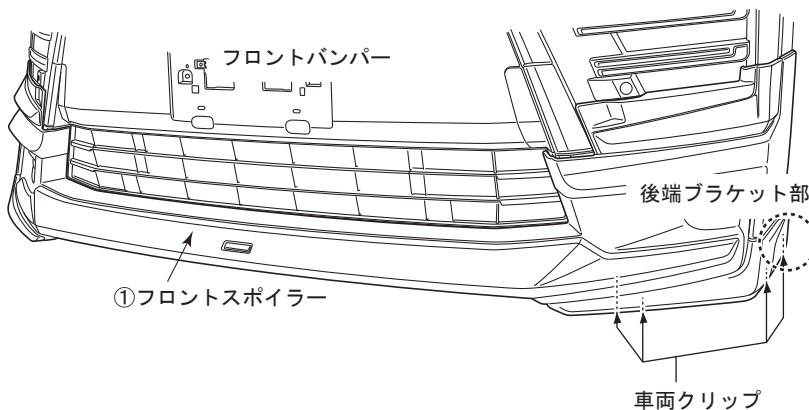 フロントバンパー
後端ブラケット部
①フロントスポイラー
車両クリップ